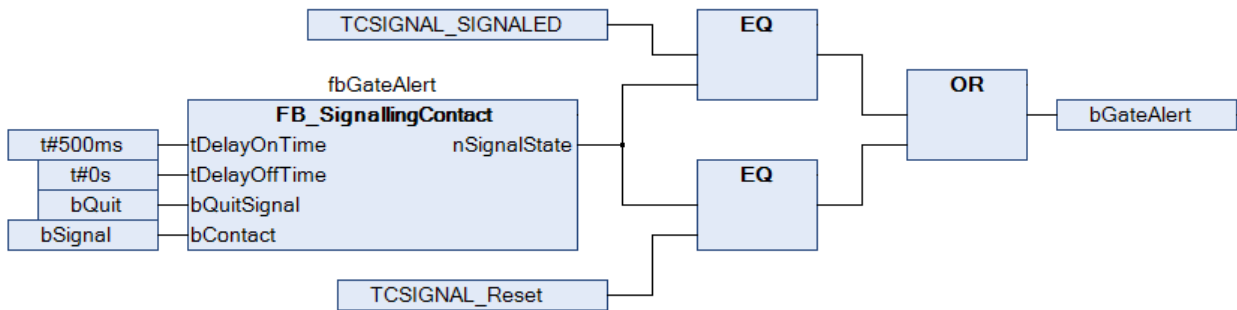 TCSIGNAL_SIGNALED
EQ
fbGateAlert
FB_SignallingContact
OR
bGateAlert
t#500ms
tDelayOnTime
nSignalState
t#0s
tDelayOffTime
EQ
bQuit
bQuitSignal
bSignal
bContact
TCSIGNAL_Reset